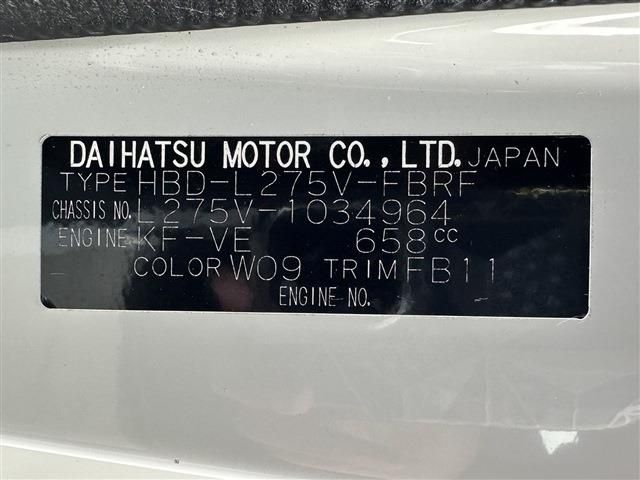 DAIHATSU MOTOR CO., LTD. JAPAN
TYPE HBD-L275V-FBRF
CHASSIS NO. L275V-1034964
ENGINE KF-VE 658CC
COLOR W09 TRIM FB11
ENGINE NO.